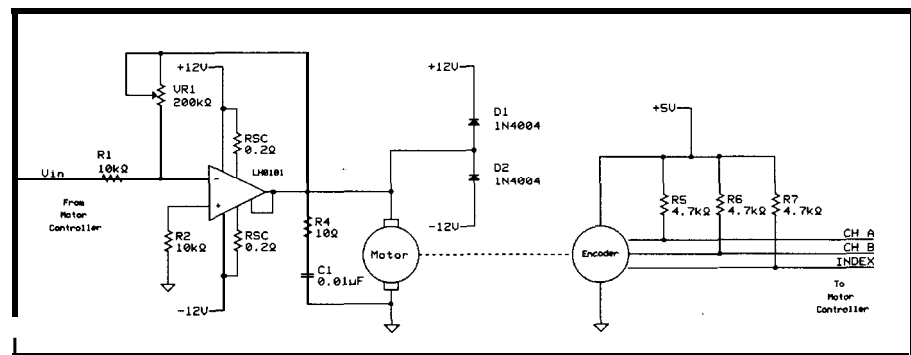 +12V
VR1
200kΩ
RSC
0.2Ω
R1
10kΩ
Vin
From
Motor
Controller
LH0101
-
+
R2
10kΩ
RSC
0.2Ω
-12V
R4
10Ω
C1
0.01µF
+12V
D1
1N4004
D2
1N4004
-12V
Motor
+5V
R5
4.7kΩ
R6
4.7kΩ
R7
4.7kΩ
Encoder
CH A
CH B
INDEX
To
Motor
Controller